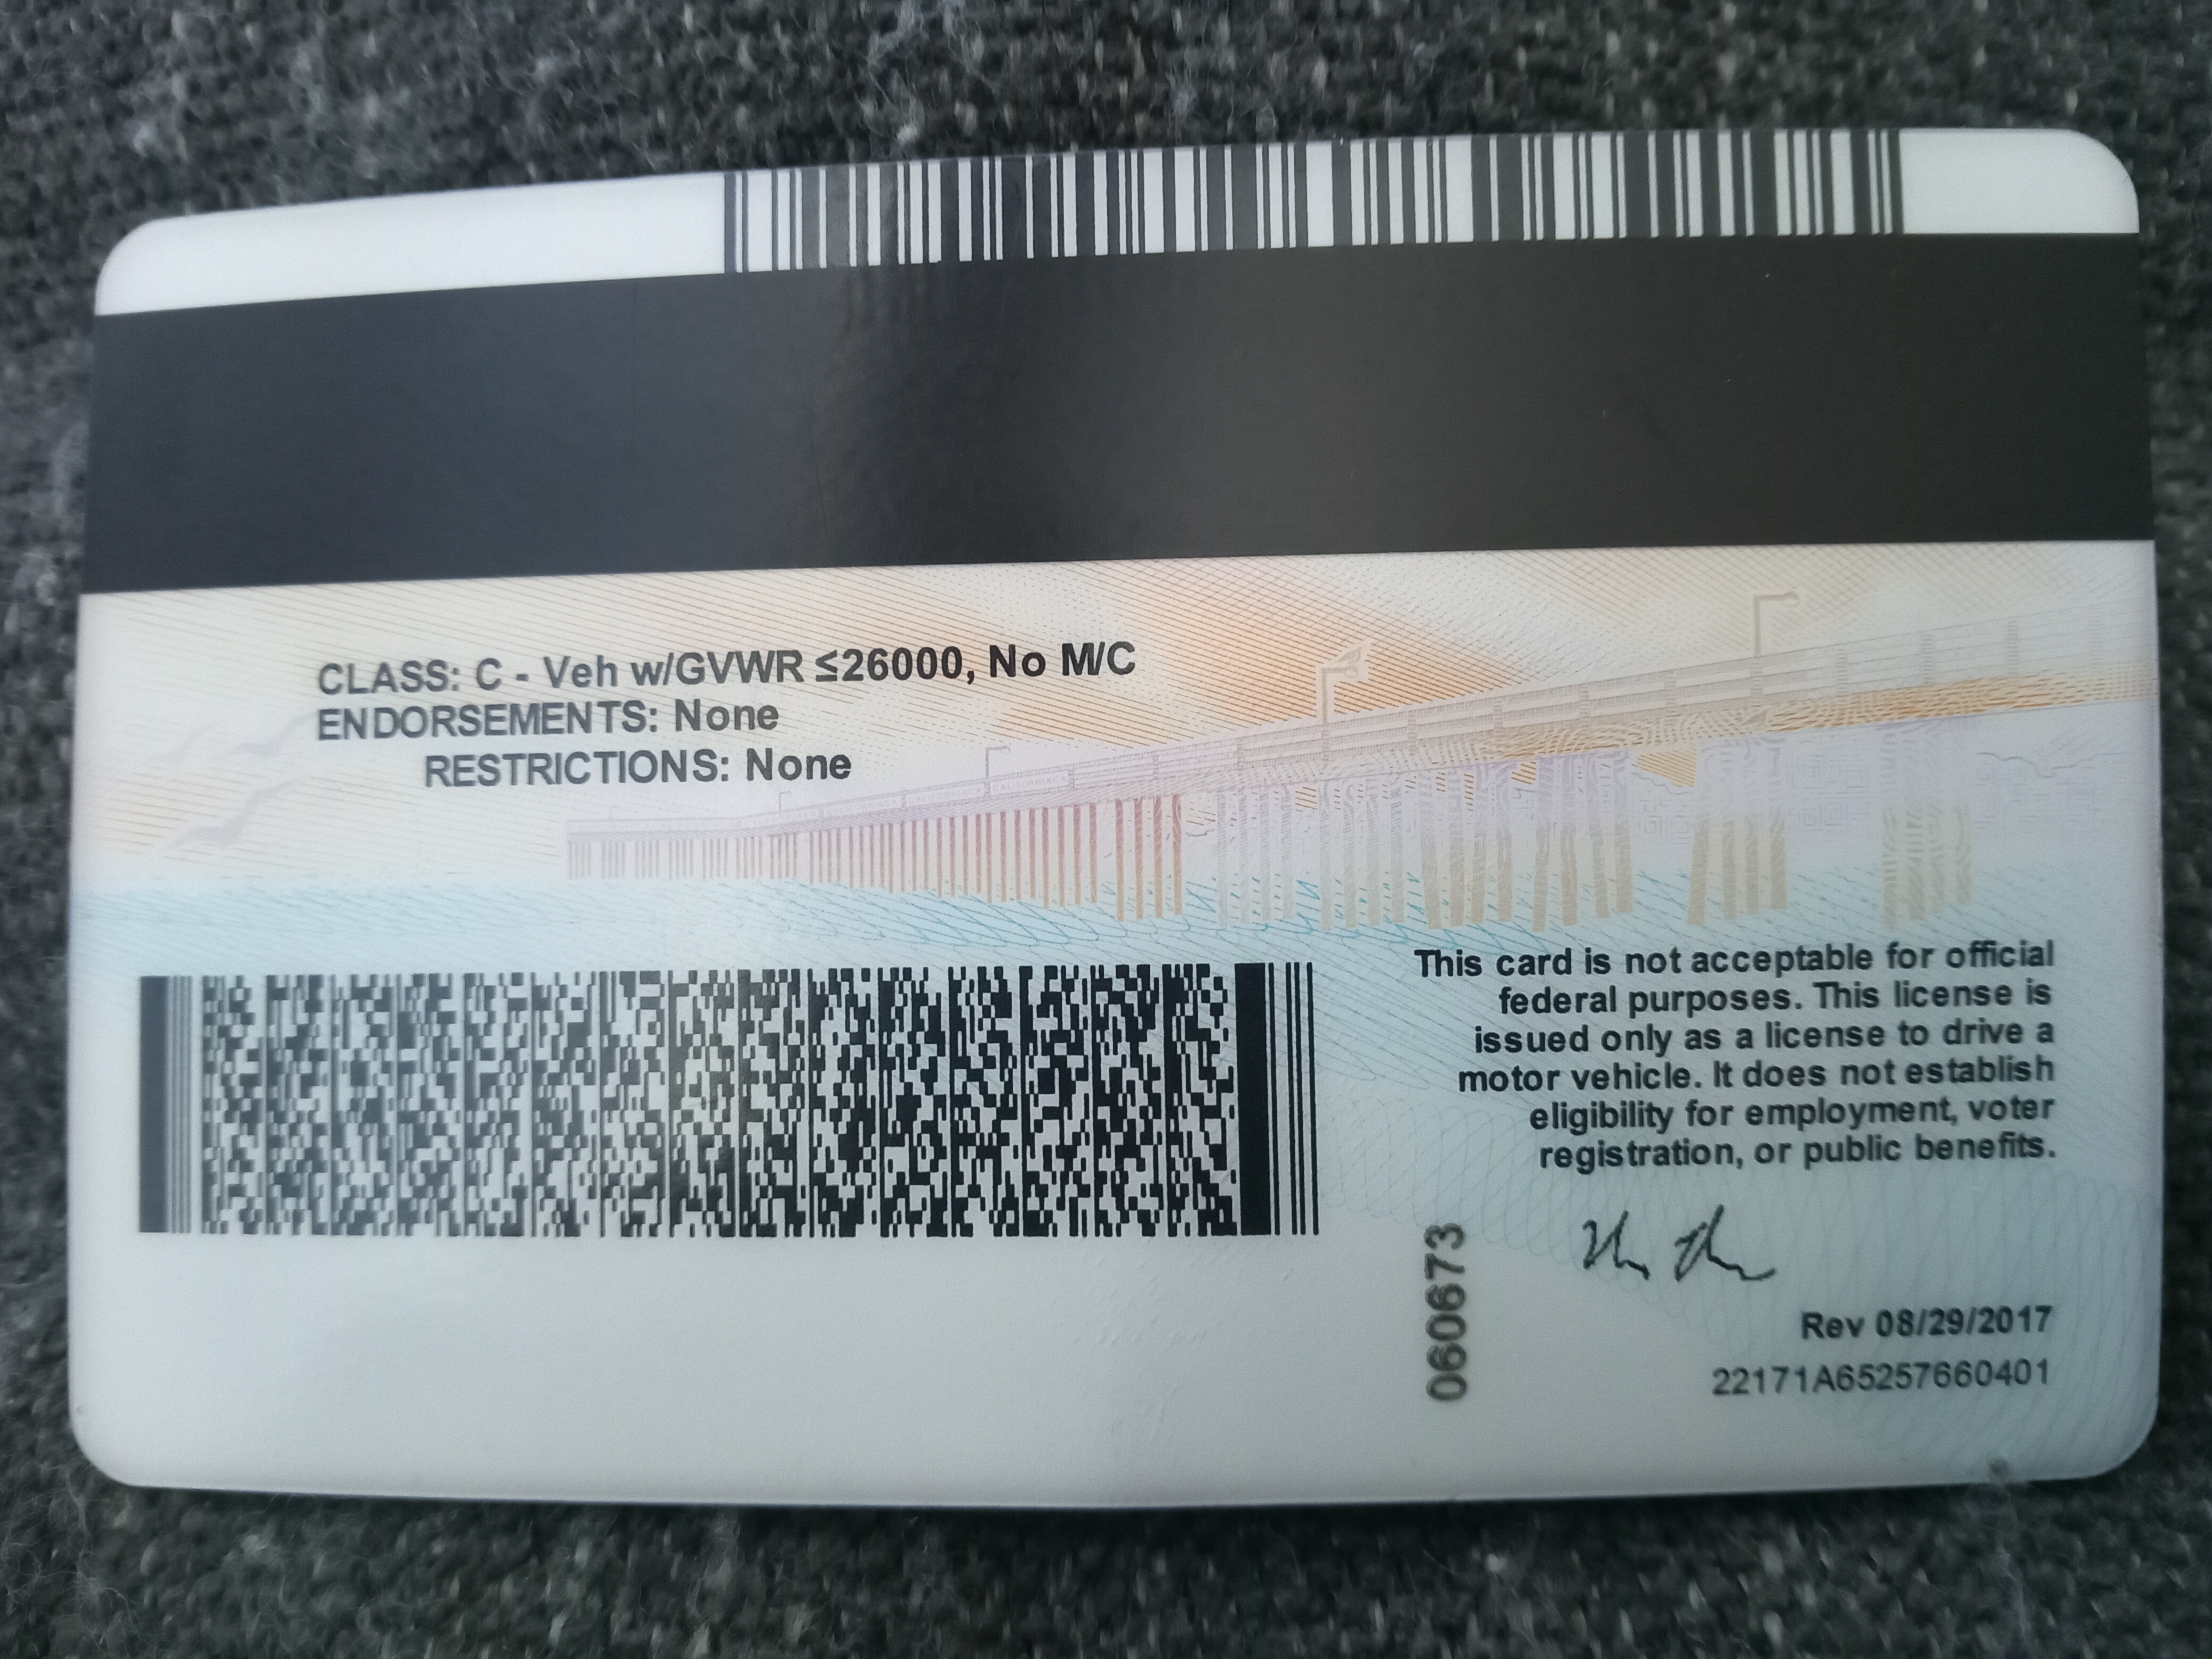 CLASS: C - Veh w/GVWR ≤26000, No M/C
ENDORSEMENTS: None
RESTRICTIONS: None
This card is not acceptable for official
federal purposes. This license is
issued only as a license to drive a
motor vehicle. It does not establish
eligibility for employment, voter
registration, or public benefits.
060673
Rev 08/29/2017
22171A65257660401